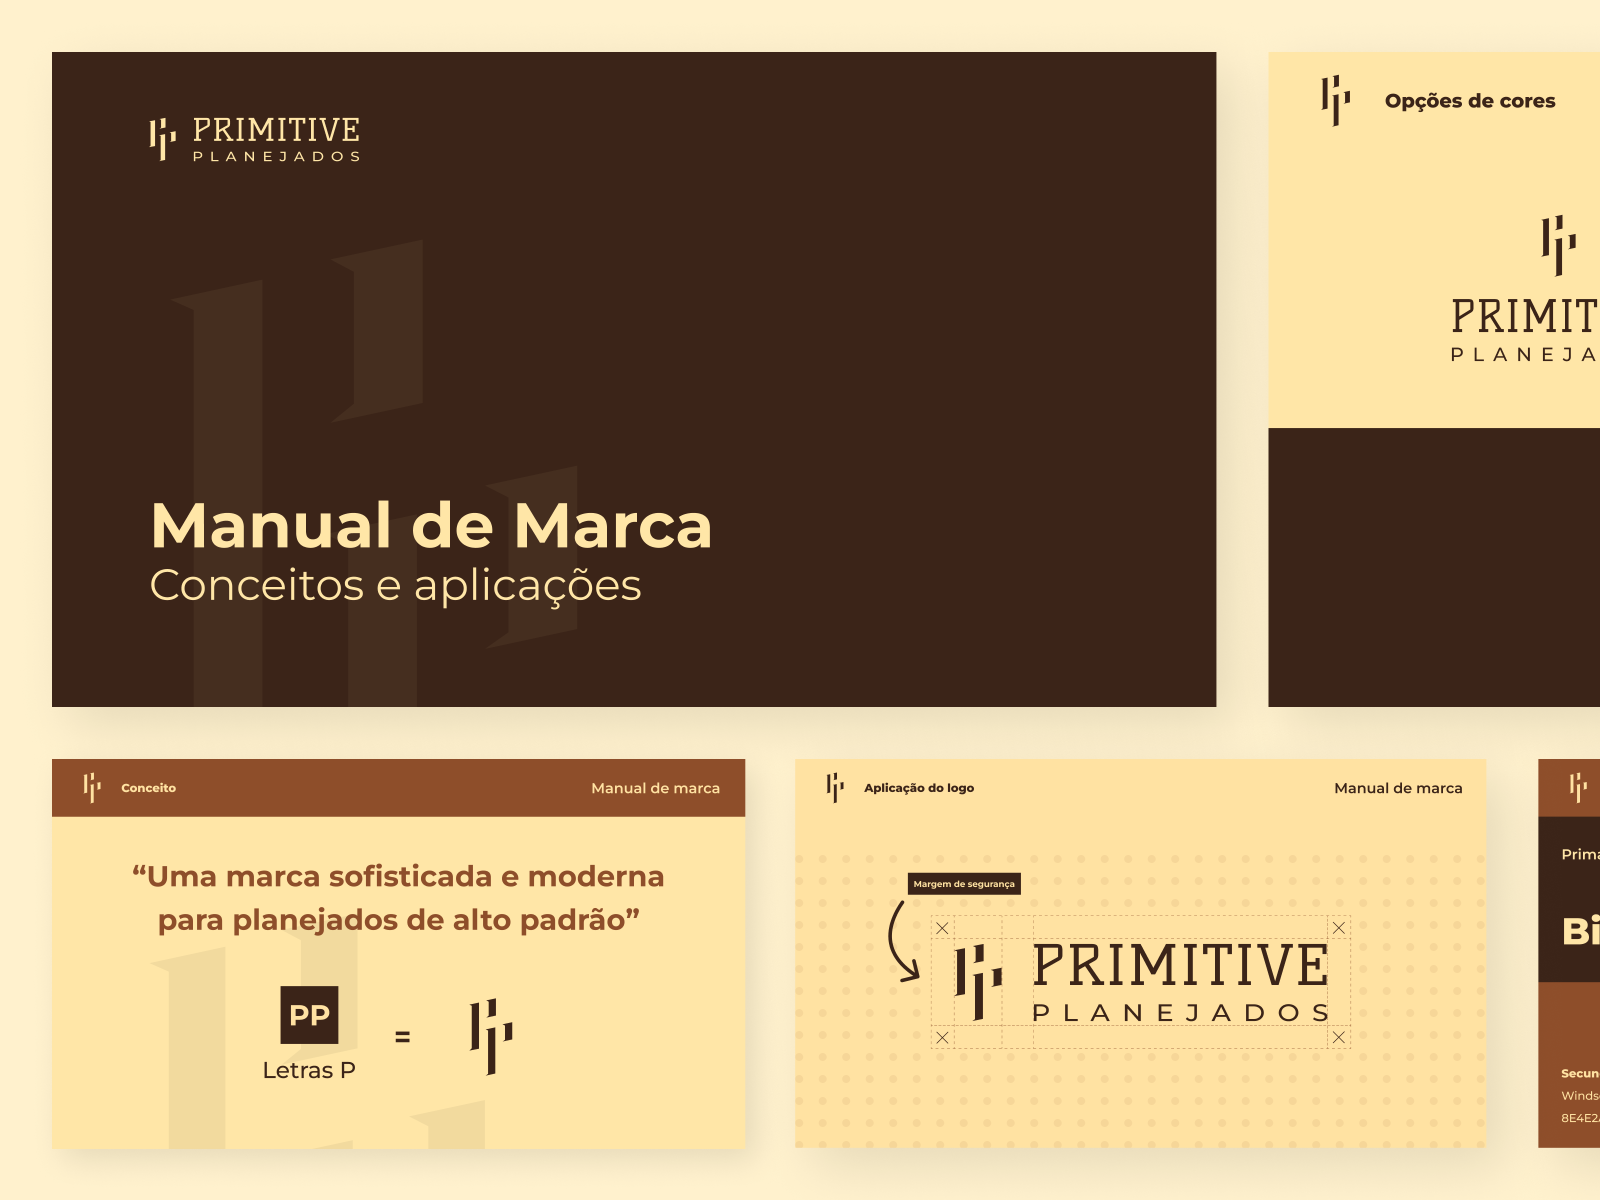 PRIMITIVE
PLANEJADOS
Manual de Marca
Conceitos e aplicações
Opções de cores
PRIMIT
PLANEJA
Conceito
Manual de marca
“Uma marca sofisticada e moderna
para planejados de alto padrão”
PP
=
Letras P
Aplicação do logo
Manual de marca
Margem de segurança
PRIMITIVE
PLANEJADOS
Prima
Bi
Secun
Winds
8E4E2